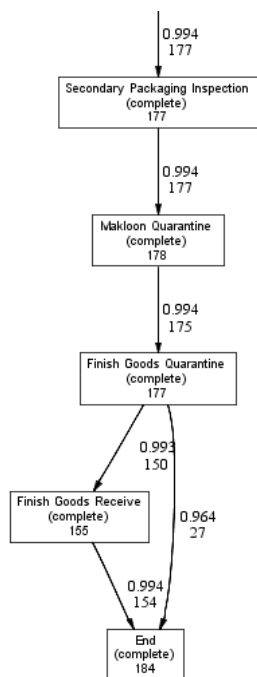 0.994
177
Secondary Packaging Inspection
(complete)
177
0.994
177
Makloon Quarantine
(complete)
178
0.994
175
Finish Goods Quarantine
(complete)
177
0.993
150
Finish Goods Receive
(complete)
155
0.964
27
0.994
154
End
(complete)
184